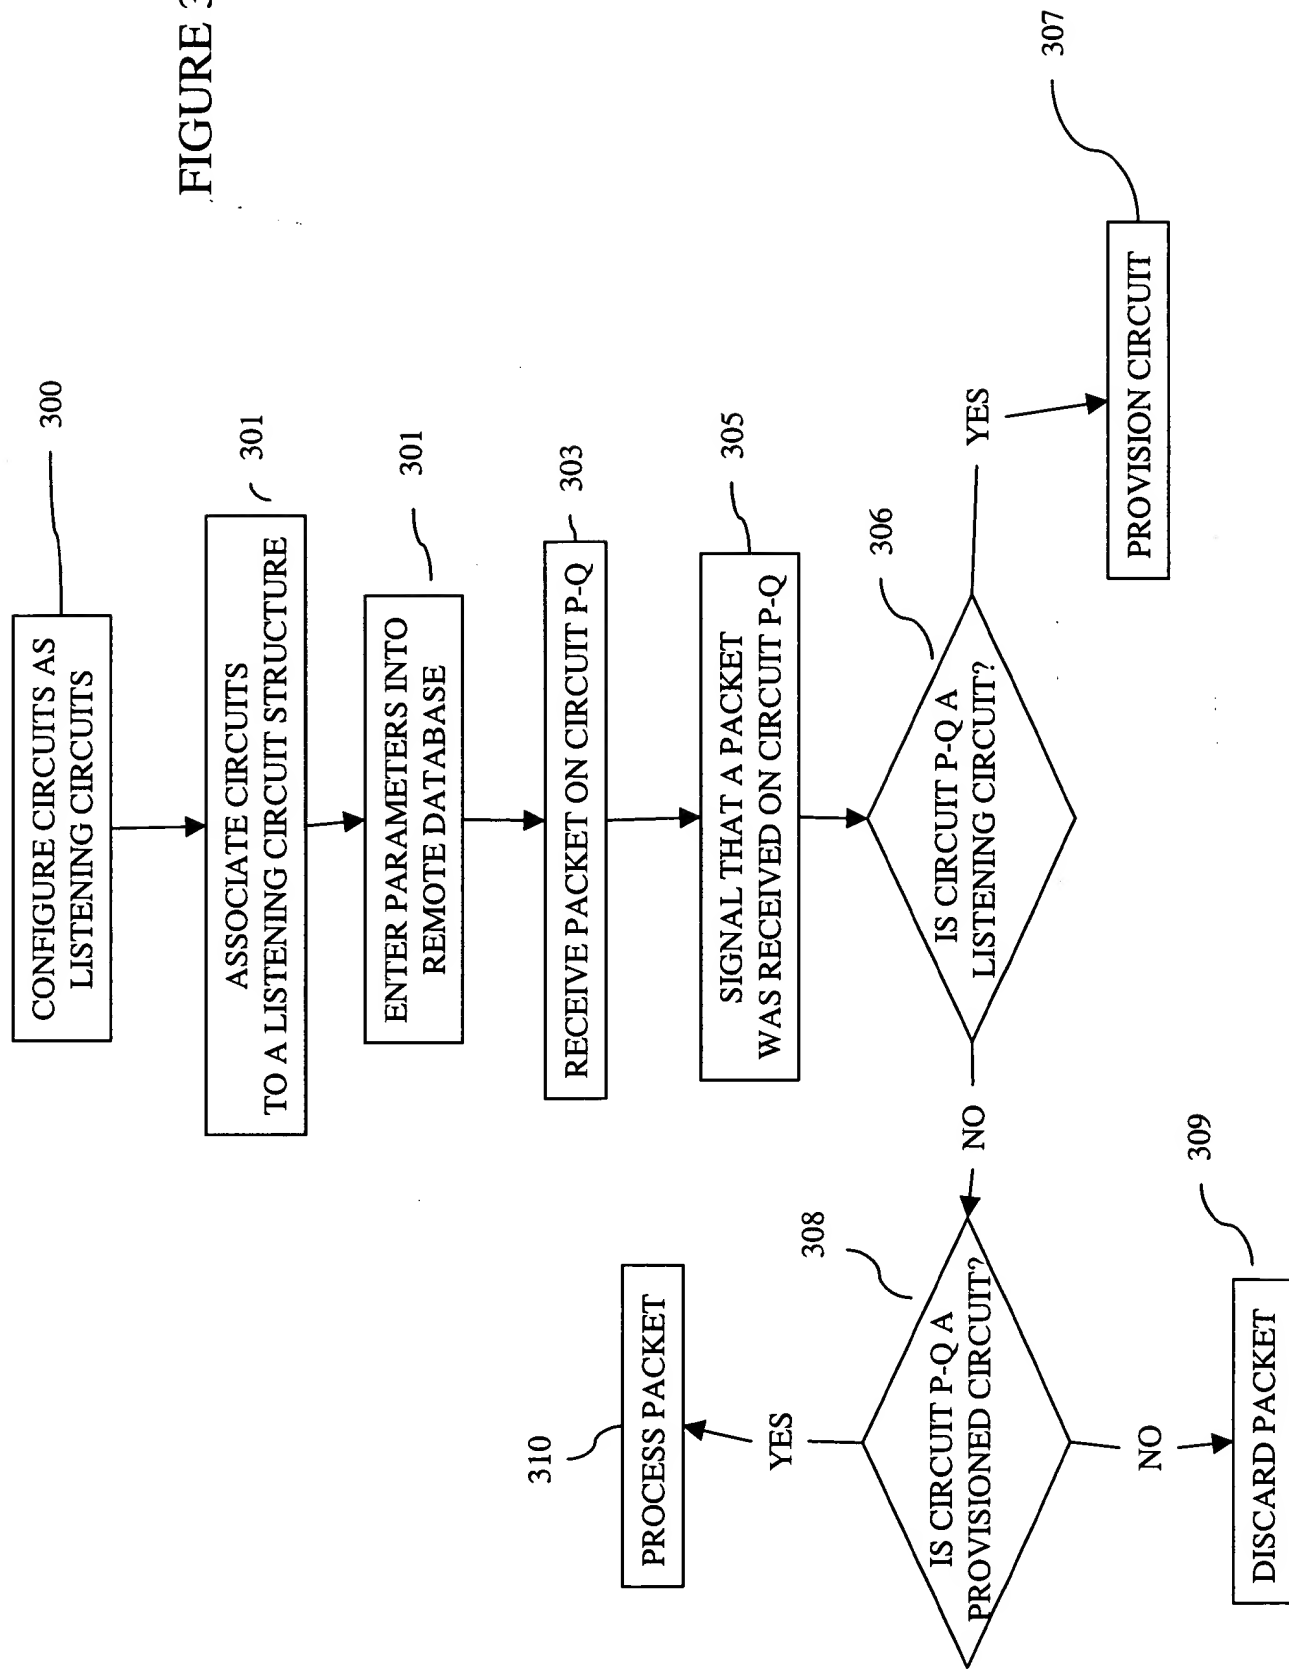 FIGURE 3
300
CONFIGURE CIRCUITS AS
LISTENING CIRCUITS
301
ASSOCIATE CIRCUITS
TO A LISTENING CIRCUIT STRUCTURE
301
ENTER PARAMETERS INTO
REMOTE DATABASE
303
RECEIVE PACKET ON CIRCUIT P-Q
305
SIGNAL THAT A PACKET
WAS RECEIVED ON CIRCUIT P-Q
306
IS CIRCUIT P-Q A
LISTENING CIRCUIT?
YES
307
PROVISION CIRCUIT
NO
308
IS CIRCUIT P-Q A
PROVISIONED CIRCUIT?
YES
310
PROCESS PACKET
NO
309
DISCARD PACKET